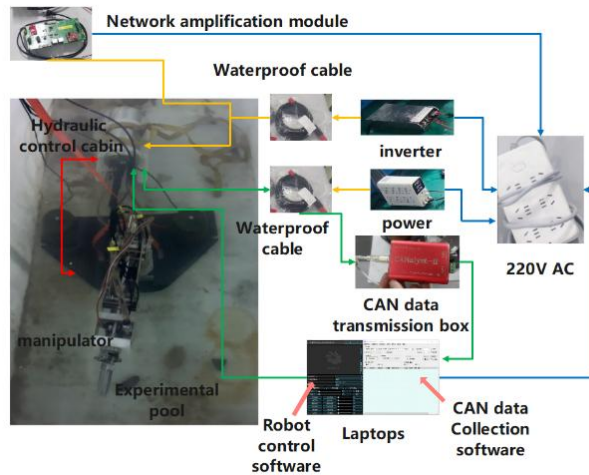 Network amplification module
Waterproof cable
Hydraulic
control cabin
inverter
Waterproof
cable
power
220V AC
CAN data
transmission box
manipulator
Experimental
pool
Robot
control
software
Laptops
CAN data
Collection
software